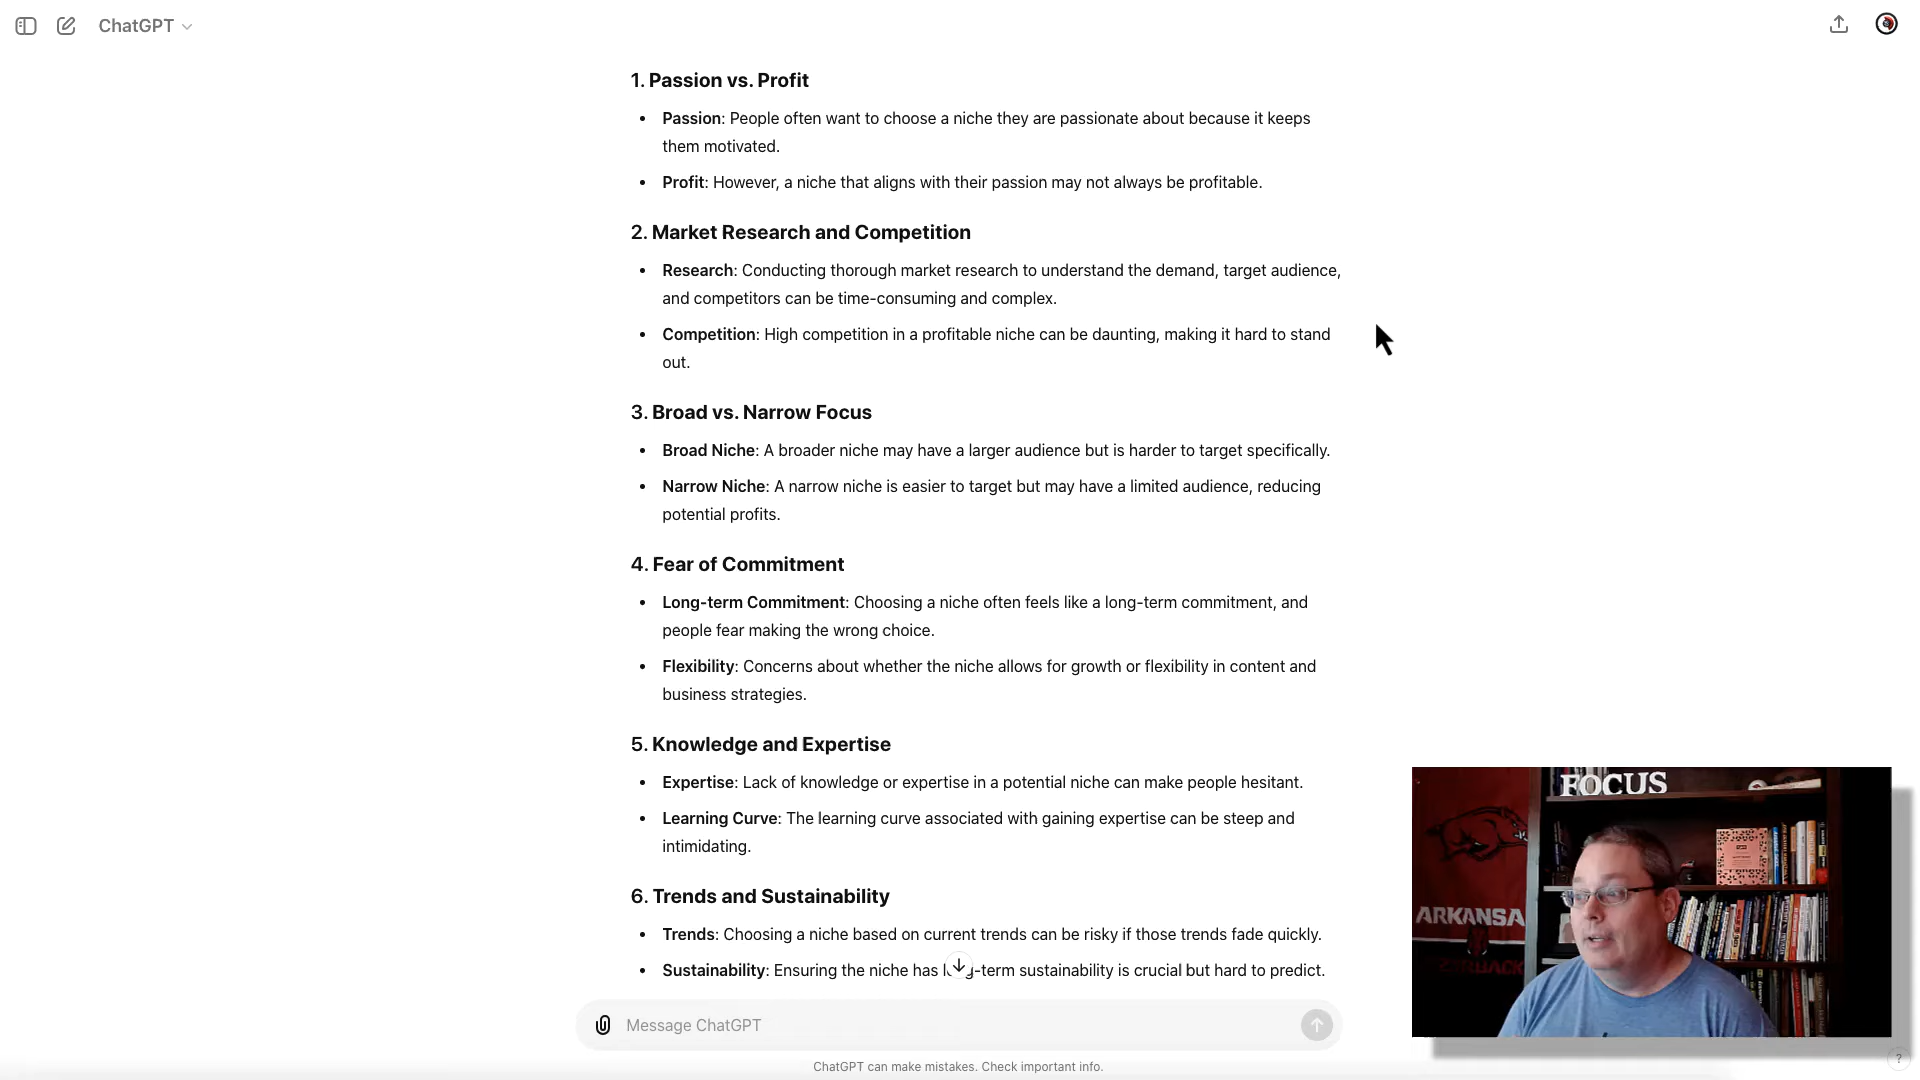 ChatGPT
1. Passion vs. Profit
• Passion: People often want to choose a niche they are passionate about because it keeps
them motivated.
• Profit: However, a niche that aligns with their passion may not always be profitable.
2. Market Research and Competition
• Research: Conducting thorough market research to understand the demand, target audience,
and competitors can be time-consuming and complex.
• Competition: High competition in a profitable niche can be daunting, making it hard to stand
out.
3. Broad vs. Narrow Focus
• Broad Niche: A broader niche may have a larger audience but is harder to target specifically.
• Narrow Niche: A narrow niche is easier to target but may have a limited audience, reducing
potential profits.
4. Fear of Commitment
• Long-term Commitment: Choosing a niche often feels like a long-term commitment, and
people fear making the wrong choice.
• Flexibility: Concerns about whether the niche allows for growth or flexibility in content and
business strategies.
5. Knowledge and Expertise
• Expertise: Lack of knowledge or expertise in a potential niche can make people hesitant.
• Learning Curve: The learning curve associated with gaining expertise can be steep and
intimidating.
6. Trends and Sustainability
• Trends: Choosing a niche based on current trends can be risky if those trends fade quickly.
• Sustainability: Ensuring the niche has long-term sustainability is crucial but hard to predict.
Message ChatGPT
ChatGPT can make mistakes. Check important info.
?
FOCUS
ARKANSA